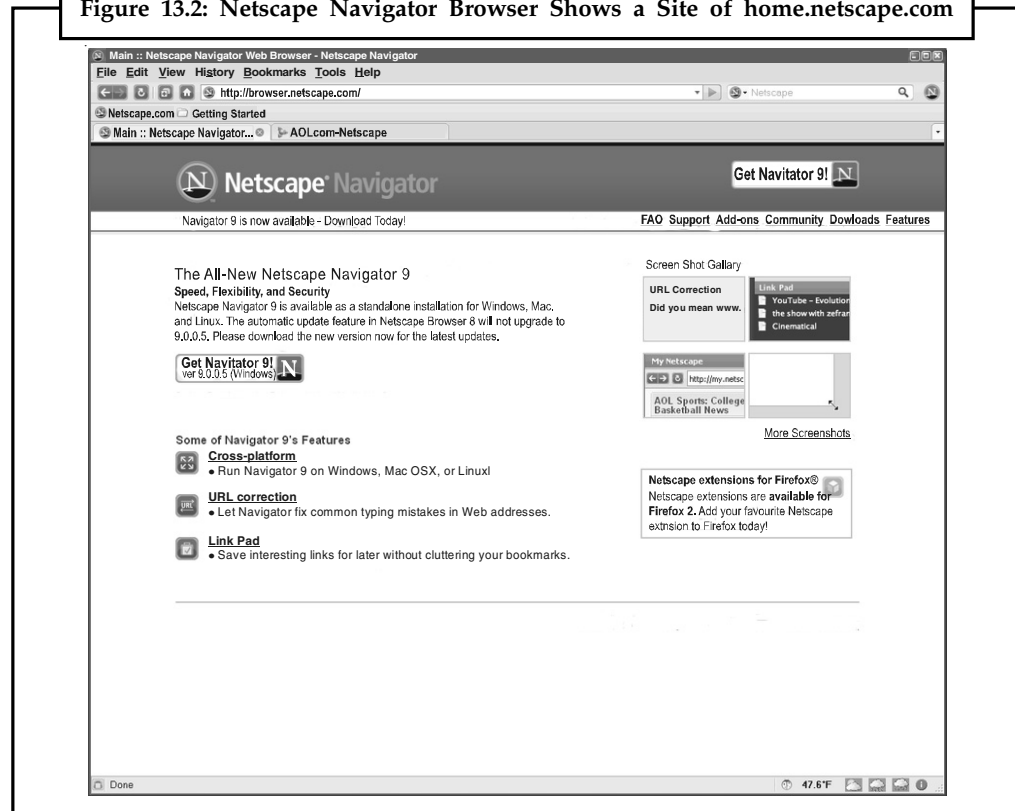 Figure 13.2: Netscape Navigator Browser Shows a Site of home.netscape.com
Main :: Netscape Navigator Web Browser - Netscape Navigator
File Edit View History Bookmarks Tools Help
http://browser.netscape.com/
Netscape
Netscape.com Getting Started
Main :: Netscape Navigator... AOLcom-Netscape
N Netscape Navigator
Get Navitator 9! N
Navigator 9 is now available - Download Today!
FAO Support Add-ons Community Dowloads Features
The All-New Netscape Navigator 9
Speed, Flexibility, and Security
Netscape Navigator 9 is available as a standalone installation for Windows, Mac,
and Linux. The automatic update feature in Netscape Browser 8 will not upgrade to
9.0.0.5. Please download the new version now for the latest updates.
Get Navitator 9! N
ver 9.0.0.5 (Windows)
Screen Shot Gallary
URL Correction
Did you mean www.
Link Pad
YouTube – Evolution
the show with zefran
Cinematical
My Netscape
http://my.netsc
AOL Sports: College
Basketball News
More Screenshots
Some of Navigator 9's Features
Cross-platform
• Run Navigator 9 on Windows, Mac OSX, or Linuxl
URL correction
• Let Navigator fix common typing mistakes in Web addresses.
Link Pad
• Save interesting links for later without cluttering your bookmarks.
Netscape extensions for Firefox®
Netscape extensions are available for
Firefox 2. Add your favourite Netscape
extnsion to Firefox today!
Done
47.6°F